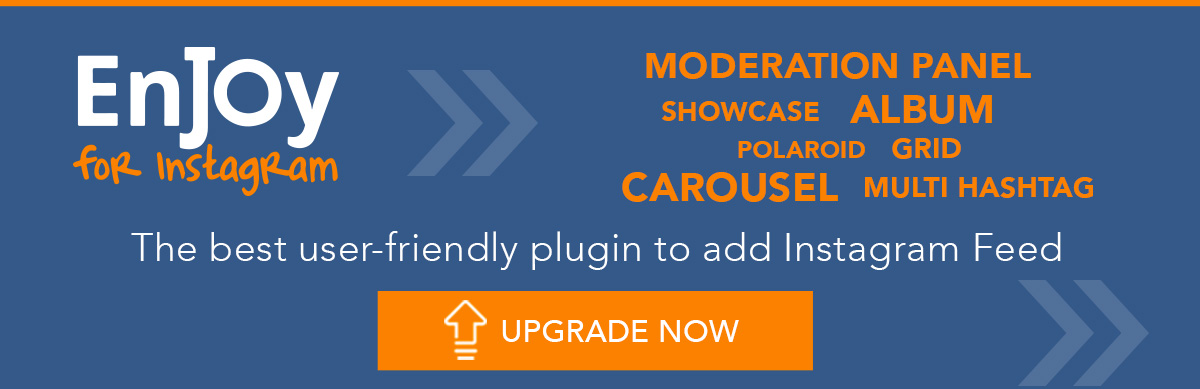 EnJOy
for Instagram
MODERATION PANEL
SHOWCASE ALBUM
POLAROID GRID
CAROUSEL MULTI HASHTAG
The best user-friendly plugin to add Instagram Feed
UPGRADE NOW